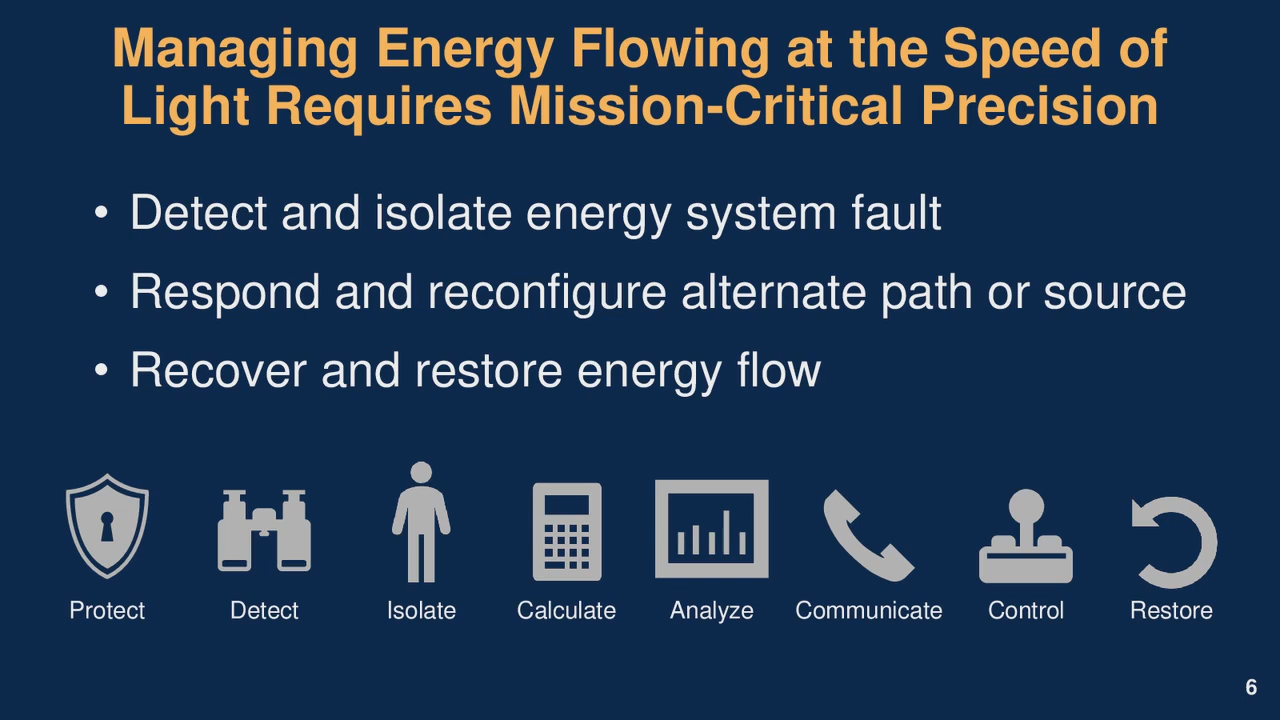 Managing Energy Flowing at the Speed of
Light Requires Mission-Critical Precision
• Detect and isolate energy system fault
• Respond and reconfigure alternate path or source
• Recover and restore energy flow
Protect Detect Isolate Calculate Analyze Communicate Control Restore
6